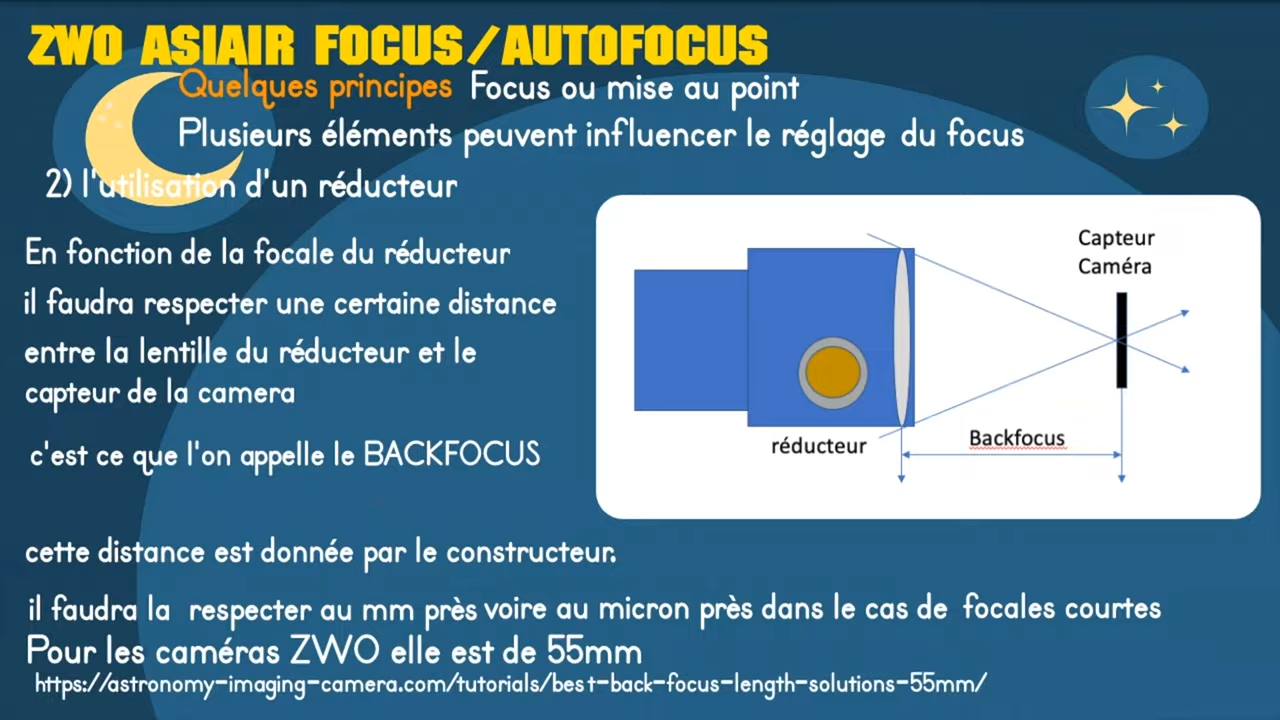 ZWO ASIAIR FOCUS/AUTOFOCUS
Quelques principes Focus ou mise au point
Plusieurs éléments peuvent influencer le réglage du focus
2) l'utilisation d'un réducteur
En fonction de la focale du réducteur
il faudra respecter une certaine distance
entre la lentille du réducteur et le
capteur de la camera
c'est ce que l'on appelle le BACKFOCUS
Capteur
Caméra
réducteur
Backfocus
cette distance est donnée par le constructeur.
il faudra la respecter au mm près voire au micron près dans le cas de focales courtes
Pour les caméras ZWO elle est de 55mm
https://astronomy-imaging-camera.com/tutorials/best-back-focus-length-solutions-55mm/